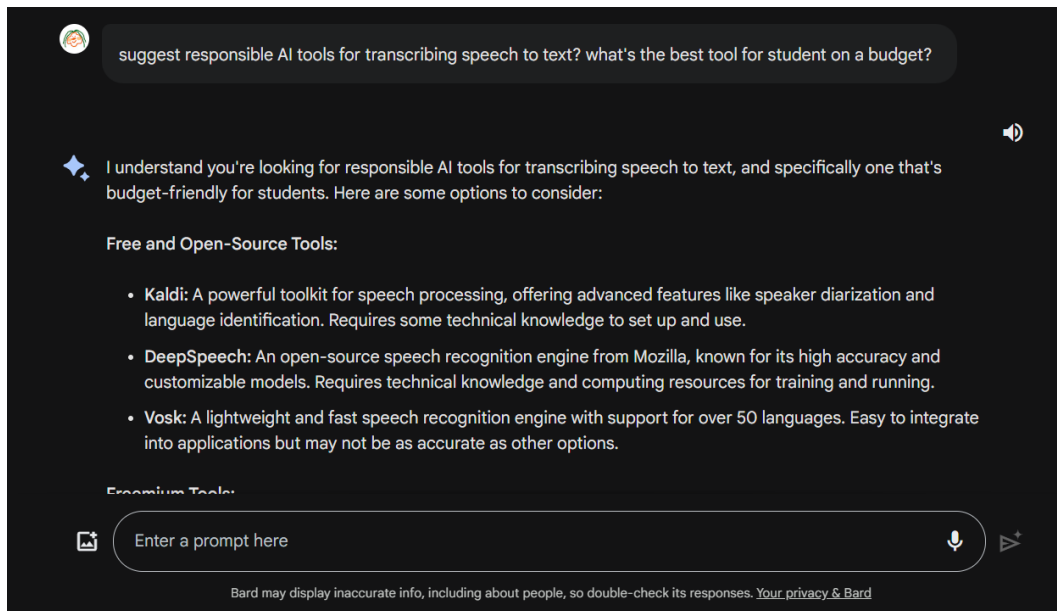 suggest responsible AI tools for transcribing speech to text? what's the best tool for student on a budget?
I understand you're looking for responsible AI tools for transcribing speech to text, and specifically one that's
budget-friendly for students. Here are some options to consider:
Free and Open-Source Tools:
• Kaldi: A powerful toolkit for speech processing, offering advanced features like speaker diarization and
language identification. Requires some technical knowledge to set up and use.
• DeepSpeech: An open-source speech recognition engine from Mozilla, known for its high accuracy and
customizable models. Requires technical knowledge and computing resources for training and running.
• Vosk: A lightweight and fast speech recognition engine with support for over 50 languages. Easy to integrate
into applications but may not be as accurate as other options.
Freemium Tools:
Enter a prompt here
Bard may display inaccurate info, including about people, so double-check its responses. Your privacy & Bard